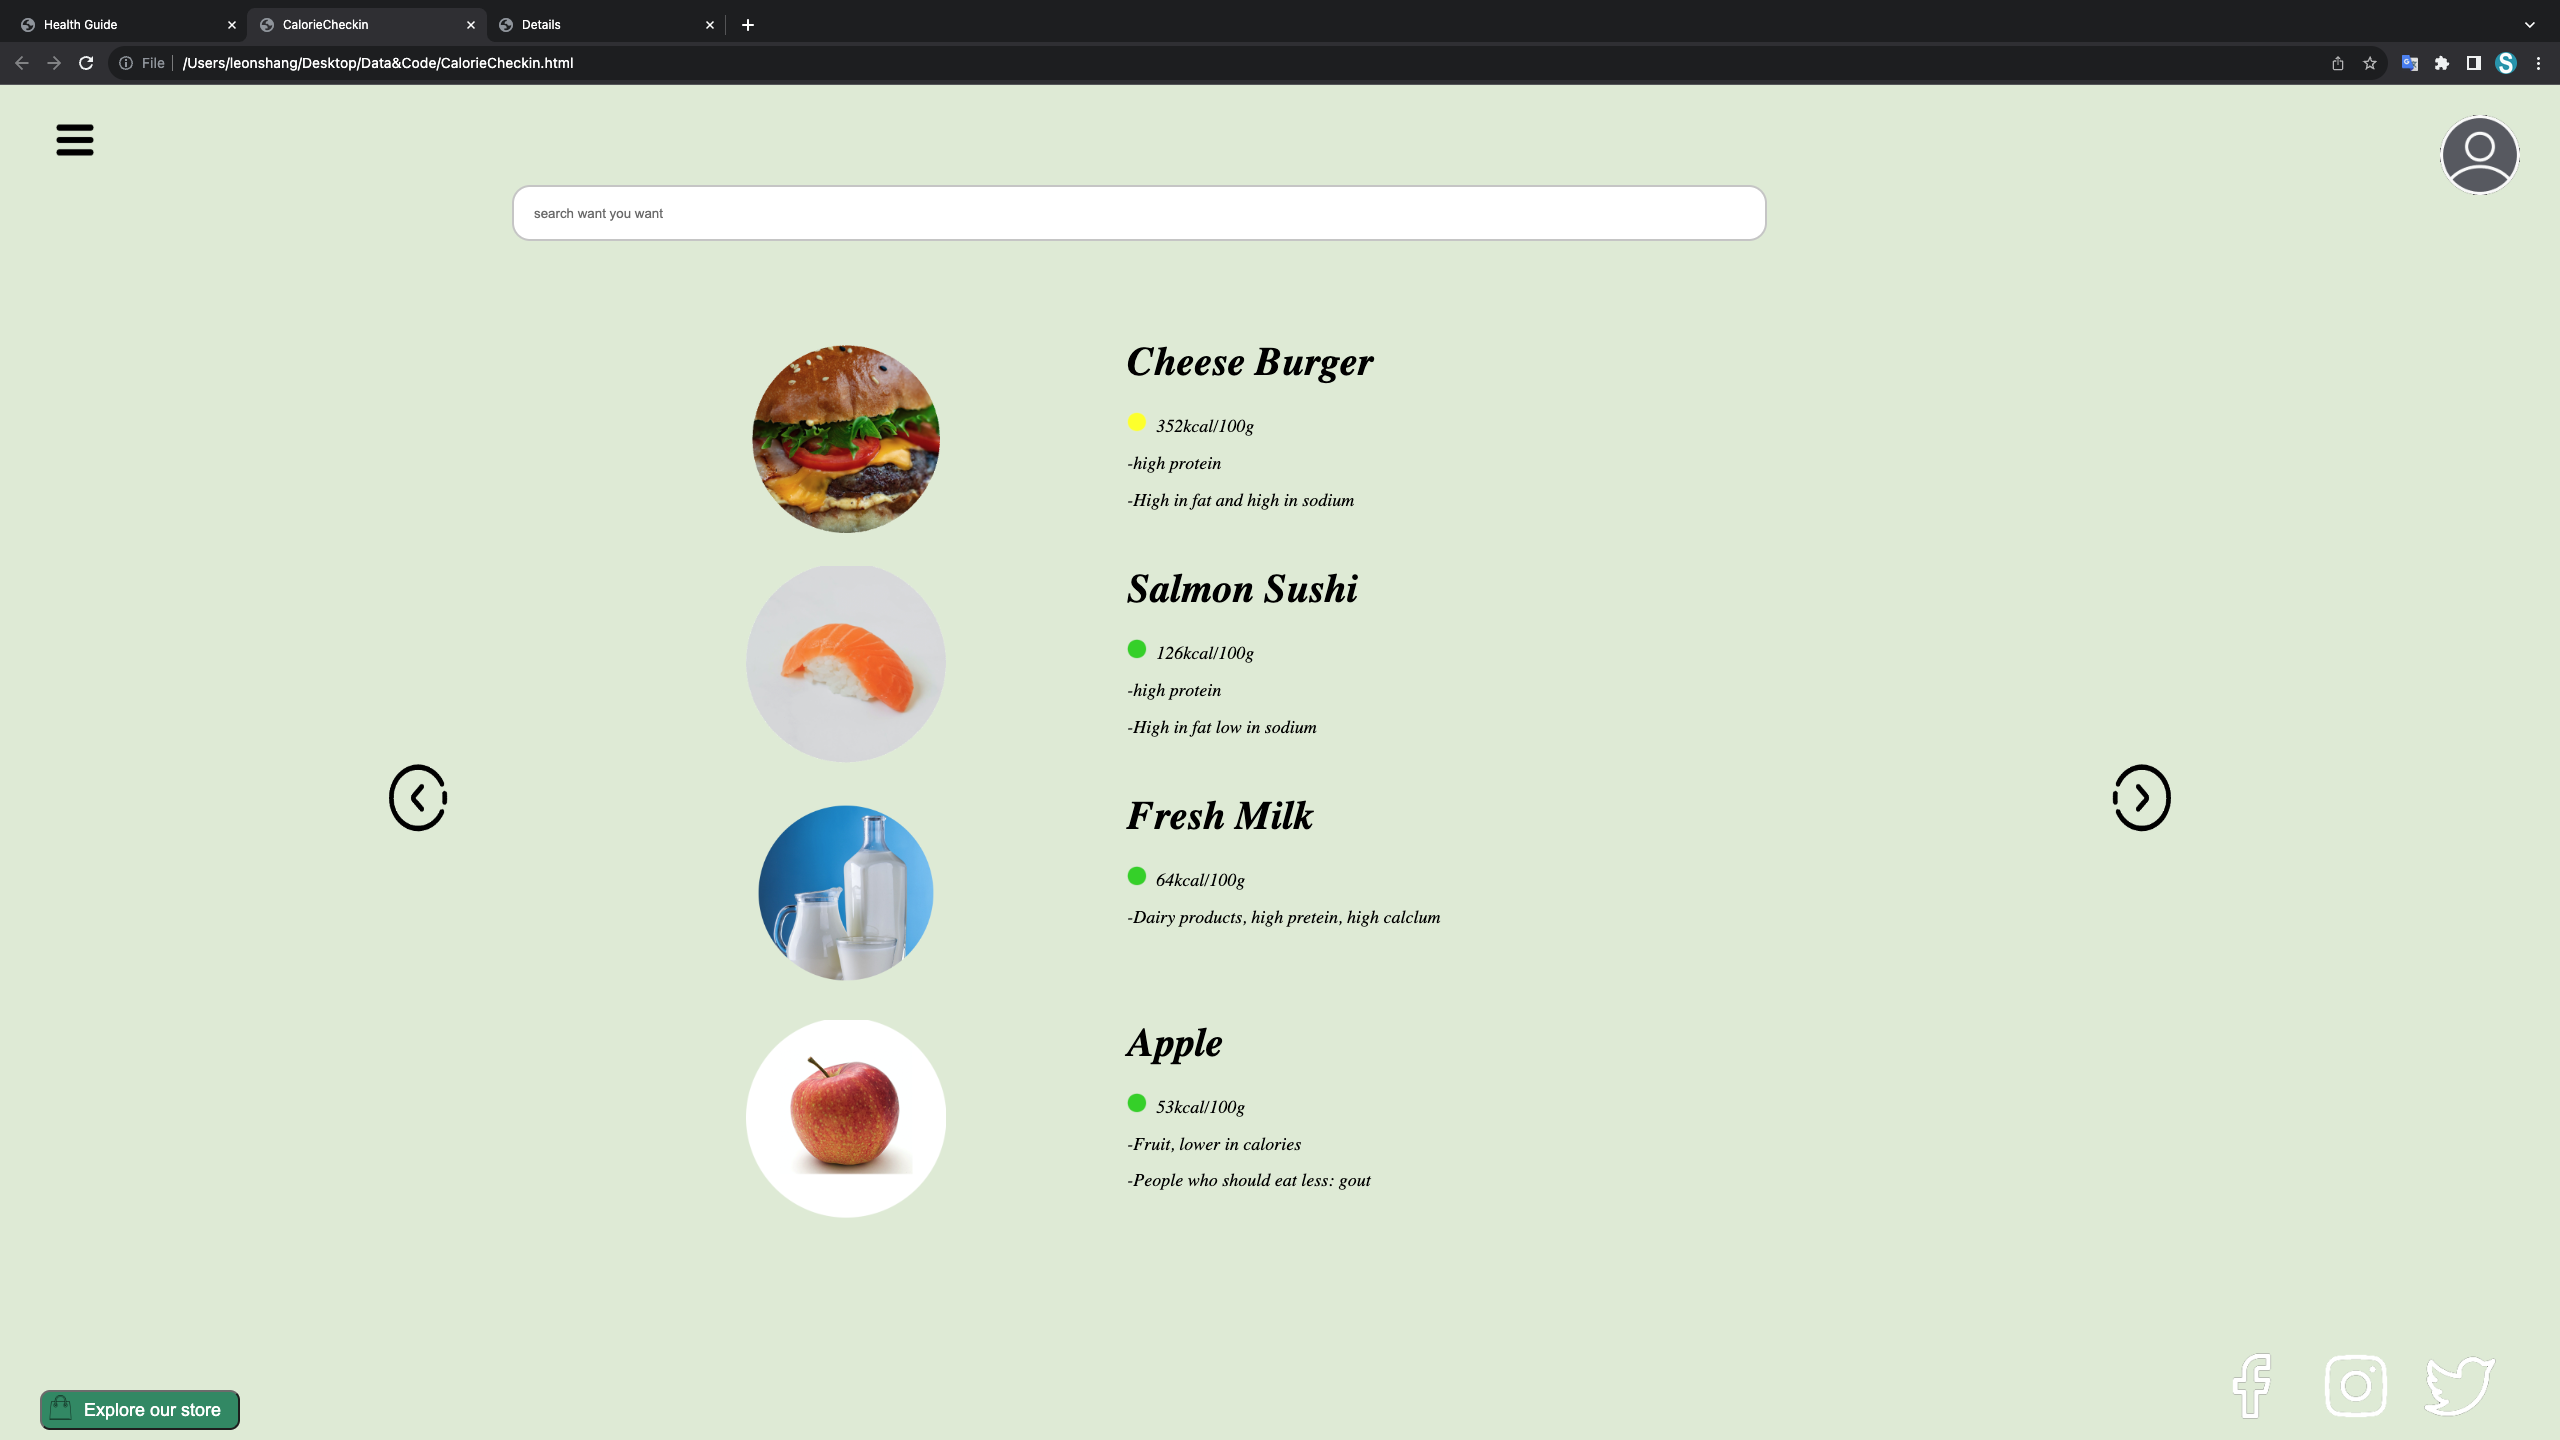 Health Guide
CalorieCheckin
Details
File
/Users/leonshang/Desktop/Data&Code/CalorieCheckin.html
search want you want
Cheese Burger
352kcal/100g
-high protein
-High in fat and high in sodium
Salmon Sushi
126kcal/100g
-high protein
-High in fat low in sodium
Fresh Milk
64kcal/100g
-Dairy products, high pretein, high calclum
Apple
53kcal/100g
-Fruit, lower in calories
-People who should eat less: gout
Explore our store